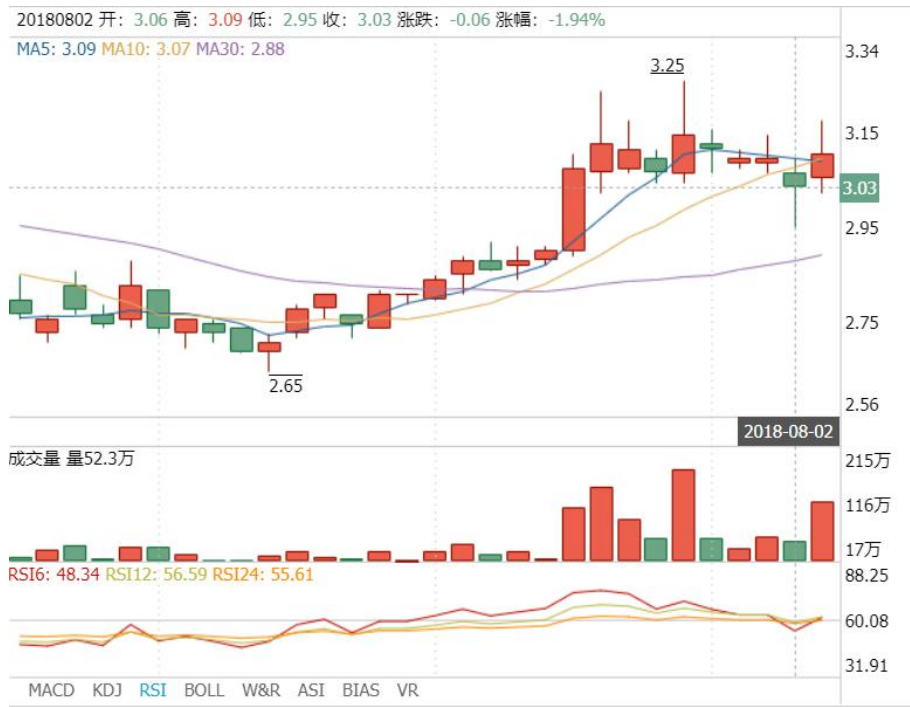 20180802 开: 3.06 高: 3.09 低: 2.95 收: 3.03 涨跌: -0.06 涨幅: -1.94%
MA5: 3.09 MA10: 3.07 MA30: 2.88
3.34
3.25
3.15
3.03
2.95
2.75
2.65
2.56
2018-08-02
成交量 量52.3万
215万
116万
17万
RSI6: 48.34 RSI12: 56.59 RSI24: 55.61
88.25
60.08
31.91
MACD KDJ RSI BOLL W&R ASI BIAS VR